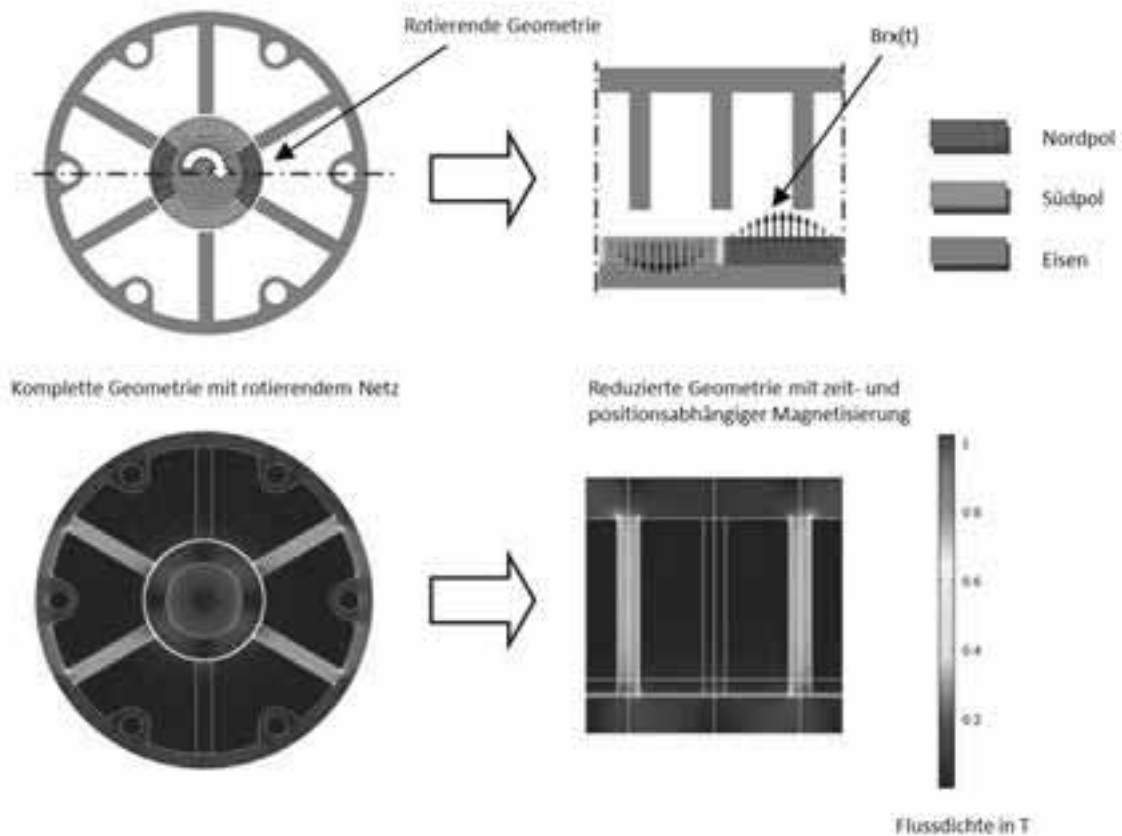 Rotierende Geometrie
Brx(t)
Nordpol
Südpol
Eisen
Komplette Geometrie mit rotierendem Netz
Reduzierte Geometrie mit zeit- und
positionsabhängiger Magnetisierung
1
0.8
0.6
0.4
0.2
Flussdichte in T